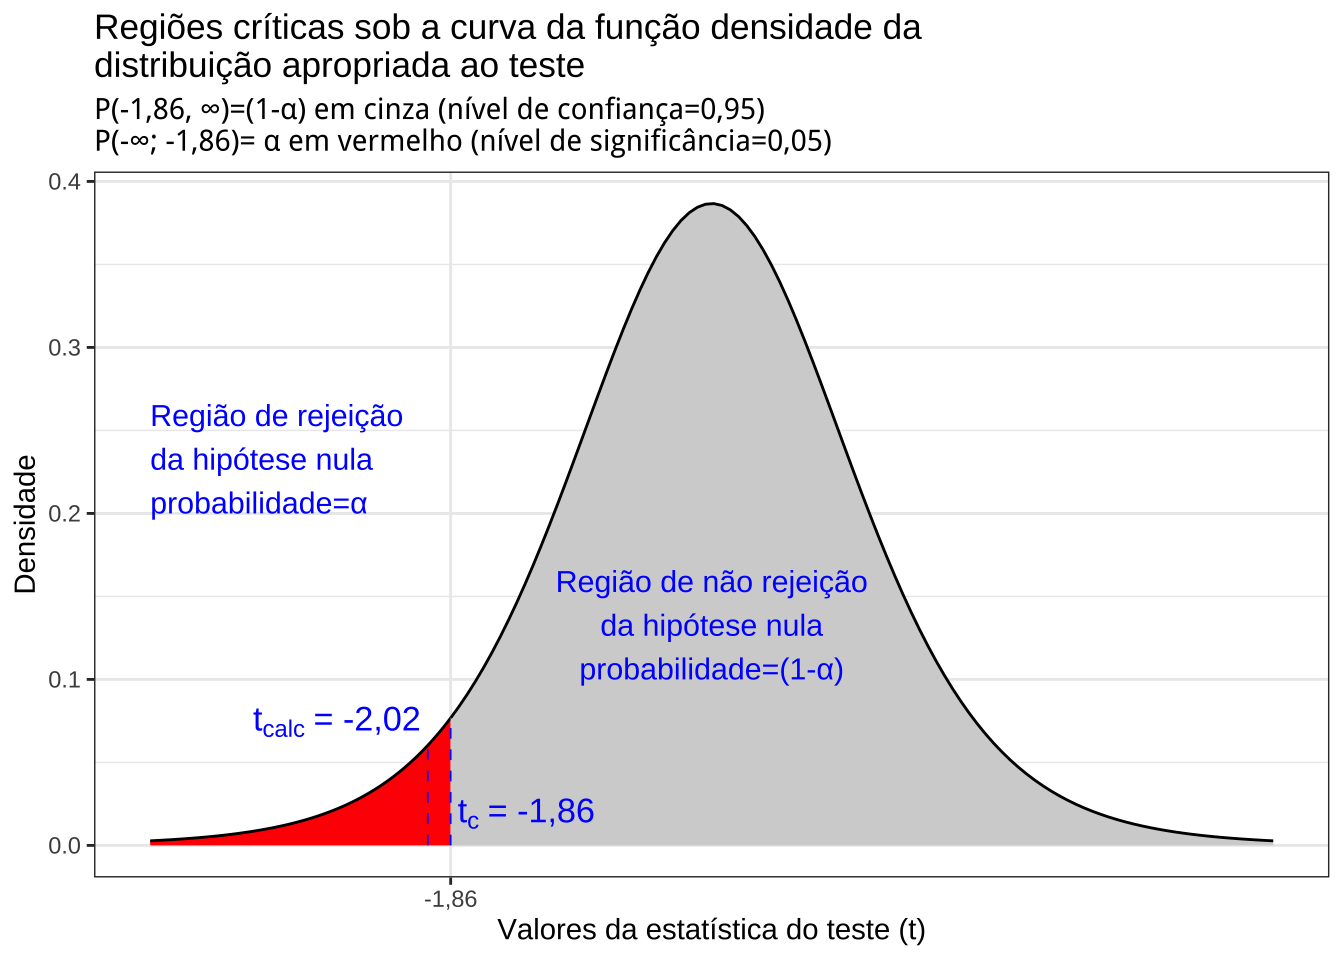 Regiões críticas sob a curva da função densidade da
distribuição apropriada ao teste
P(-1,86, ∞)=(1-α) em cinza (nível de confiança=0,95)
P(-∞; -1,86)= α em vermelho (nível de significância=0,05)
0.4
0.3
0.2
0.1
0.0
Densidade
Região de rejeição
da hipótese nula
probabilidade=α
Região de não rejeição
da hipótese nula
probabilidade=(1-α)
tcalc = -2,02
tc = -1,86
-1,86
Valores da estatística do teste (t)